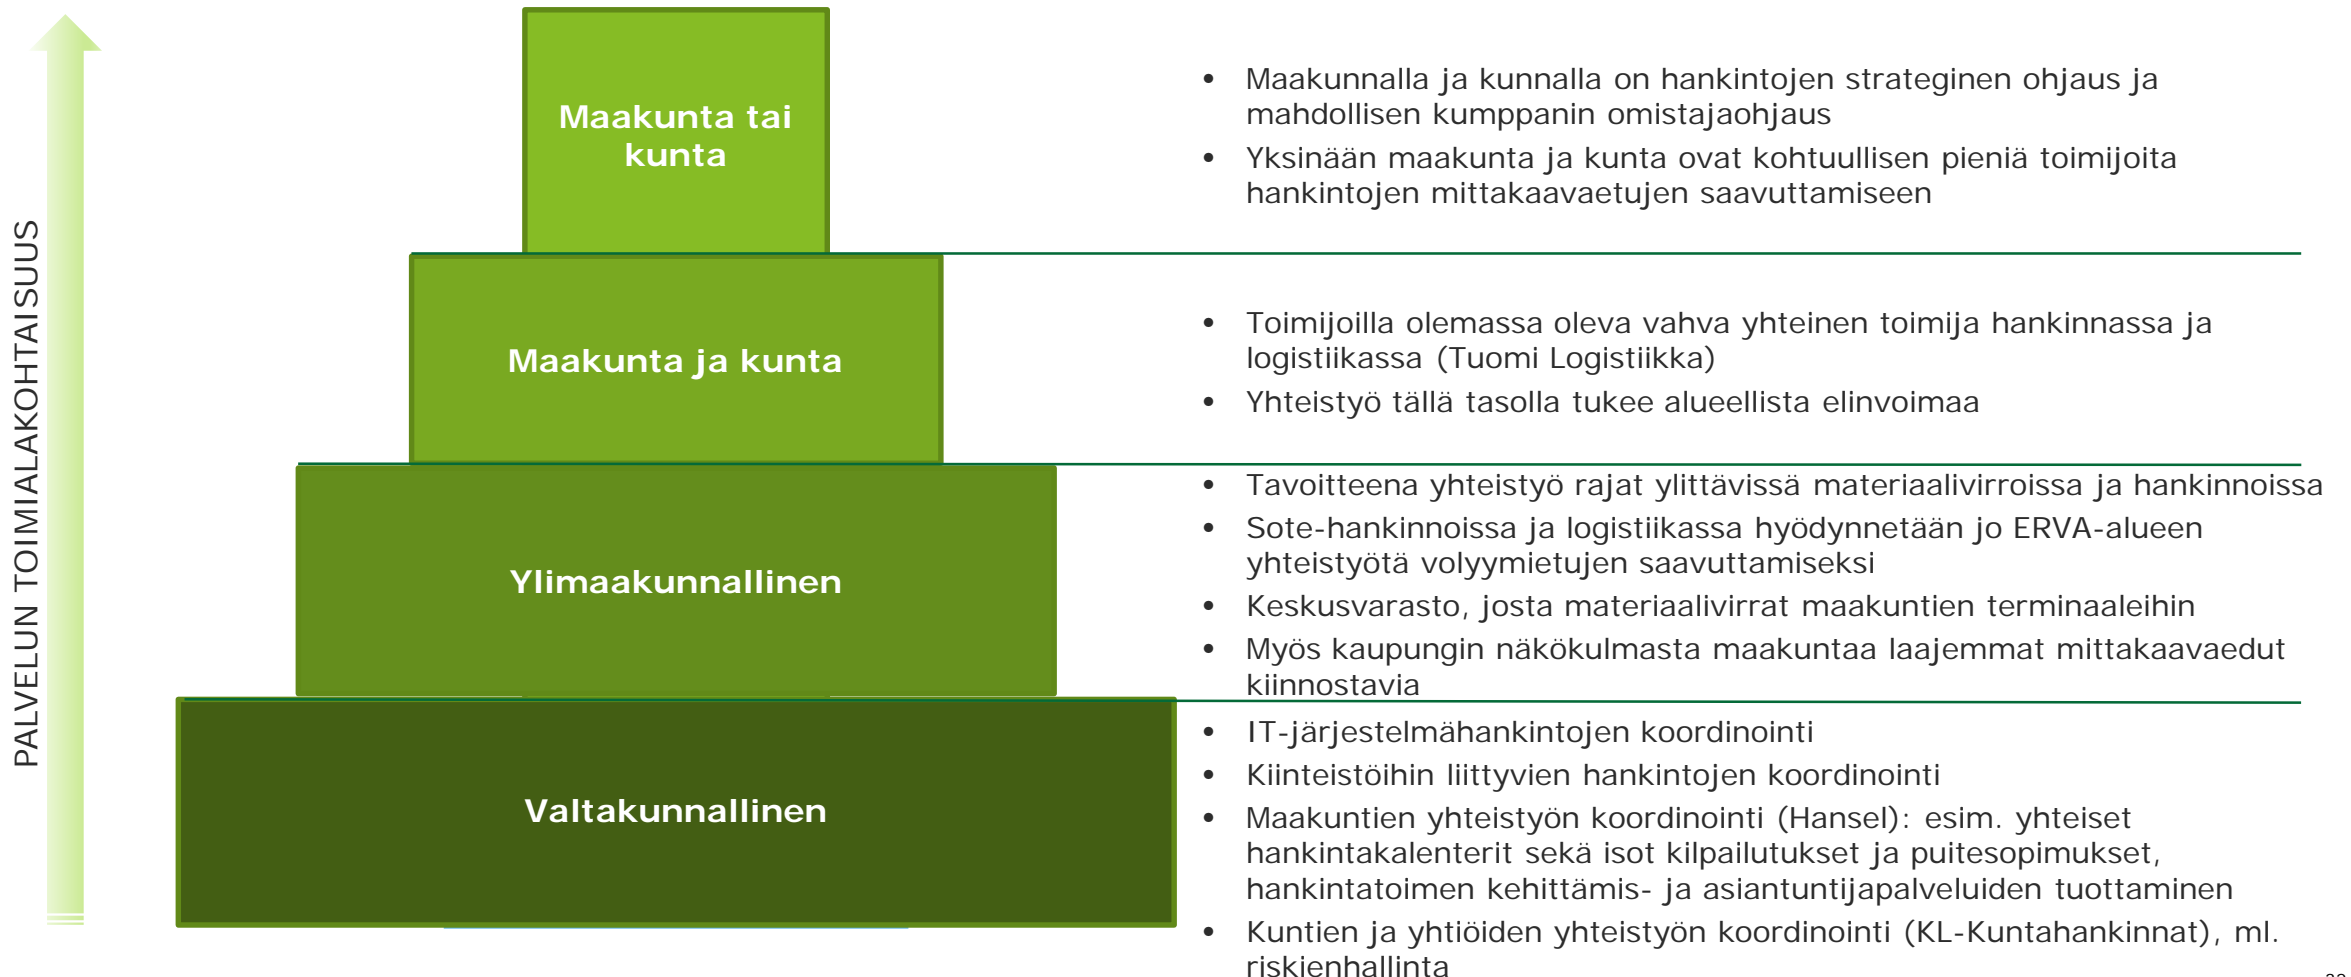 PALVELUN TOIMIALAKOHTAISUUS
Maakunta tai
kunta
• Maakunnalla ja kunnalla on hankintojen strateginen ohjaus ja
mahdollisen kumppanin omistajaohjaus
• Yksinään maakunta ja kunta ovat kohtuullisen pieniä toimijoita
hankintojen mittakaavaetujen saavuttamiseen
Maakunta ja kunta
• Toimijoilla olemassa oleva vahva yhteinen toimija hankinnassa ja
logistiikassa (Tuomi Logistiikka)
• Yhteistyö tällä tasolla tukee alueellista elinvoimaa
Ylimaakunnallinen
• Tavoitteena yhteistyö rajat ylittävissä materiaalivirroissa ja hankinnoissa
• Sote-hankinnoissa ja logistiikassa hyödynnetään jo ERVA-alueen
yhteistyötä volyymietujen saavuttamiseksi
• Keskusvarasto, josta materiaalivirrat maakuntien terminaaleihin
• Myös kaupungin näkökulmasta maakuntaa laajemmat mittakaavaedut
kiinnostavia
Valtakunnallinen
• IT-järjestelmähankintojen koordinointi
• Kiinteistöihin liittyvien hankintojen koordinointi
• Maakuntien yhteistyön koordinointi (Hansel): esim. yhteiset
hankintakalenterit sekä isot kilpailutukset ja puitesopimukset,
hankintatoimen kehittämis- ja asiantuntijapalveluiden tuottaminen
• Kuntien ja yhtiöiden yhteistyön koordinointi (KL-Kuntahankinnat), ml.
riskienhallinta